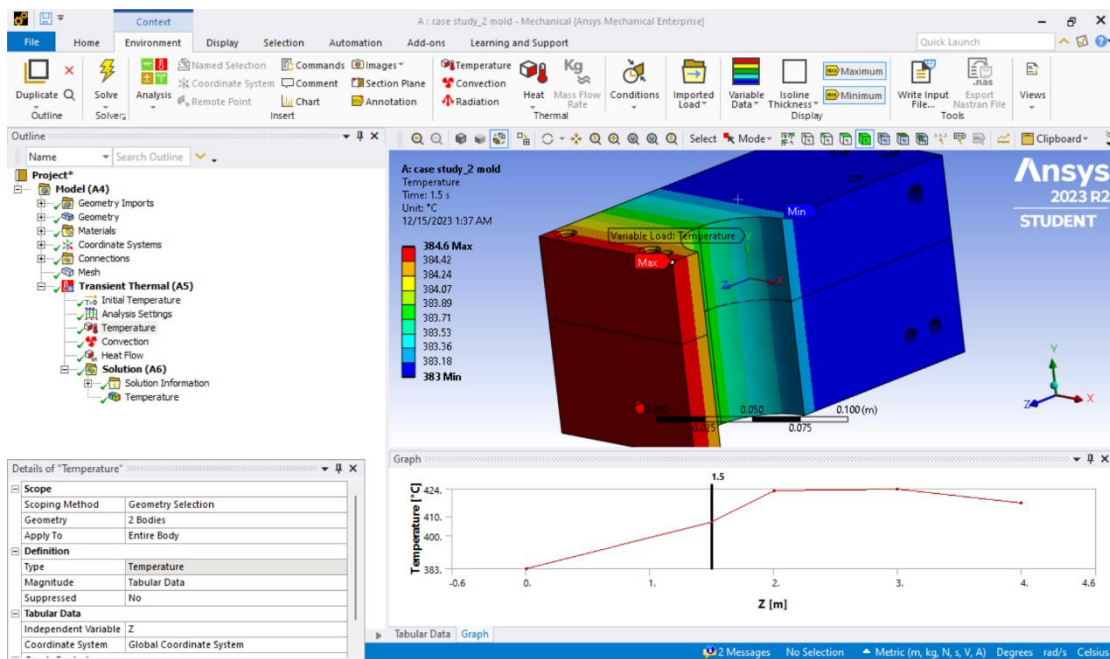 Context
A : case study_2 mold - Mechanical [Ansys Mechanical Enterprise]
File Home Environment Display Selection Automation Add-ons Learning and Support
Quick Launch
Duplicate
Outline
Solve
Solvers
Analysis
Named Selection
Coordinate System
Remote Point
Commands
Comment
Chart
Images
Section Plane
Annotation
Insert
Temperature
Convection
Radiation
Heat
Mass Flow Rate
Conditions
Thermal
Imported Load
Variable Data
Isoline Thickness
Maximum
Minimum
Display
Write Input File...
Export Nastran File
Tools
Views
Outline
Name Search Outline
Project*
Model (A4)
Geometry Imports
Geometry
Materials
Coordinate Systems
Connections
Mesh
Transient Thermal (A5)
Initial Temperature
Analysis Settings
Temperature
Convection
Heat Flow
Solution (A6)
Solution Information
Temperature
Select Mode Clipboard
A: case study_2 mold
Temperature
Time: 1.5 s
Unit: °C
12/15/2023 1:37 AM
384.6 Max
384.42
384.24
384.07
383.89
383.71
383.53
383.36
383.18
383 Min
Min
Variable Load: Temperature
Max
Y
Z
X
Ansys
2023 R2
STUDENT
0.000 0.050 0.100 (m)
0.025 0.075
Y
Z
X
Details of "Temperature"
Scope
Scoping Method Geometry Selection
Geometry 2 Bodies
Apply To Entire Body
Definition
Type Temperature
Magnitude Tabular Data
Suppressed No
Tabular Data
Independent Variable Z
Coordinate System Global Coordinate System
Graph
1.5
Temperature [°C]
424.
410.
400.
383.
-0.6 0. 1. 2. 3. 4. 4.6
Z [m]
Tabular Data Graph
2 Messages No Selection Metric (m, kg, N, s, V, A) Degrees rad/s Celsius